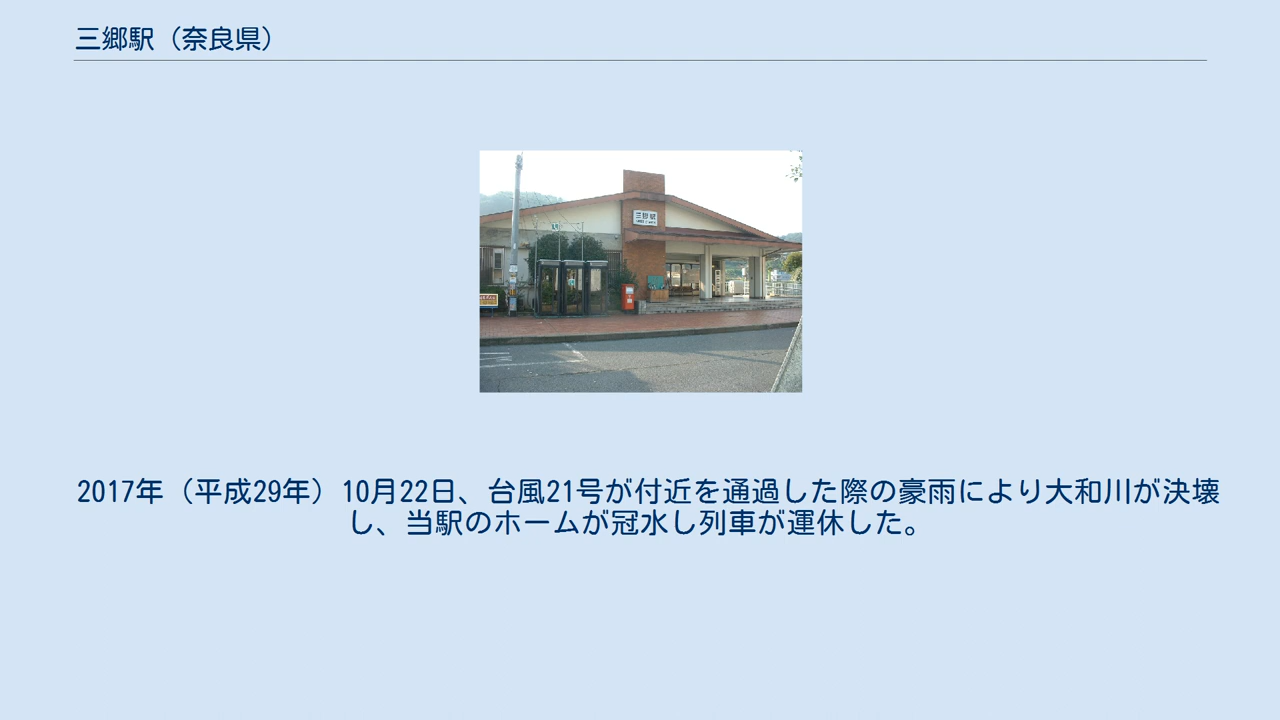 三郷駅（奈良県）
三郷駅
2017年（平成29年）10月22日、台風21号が付近を通過した際の豪雨により大和川が決壊
し、当駅のホームが冠水し列車が運休した。